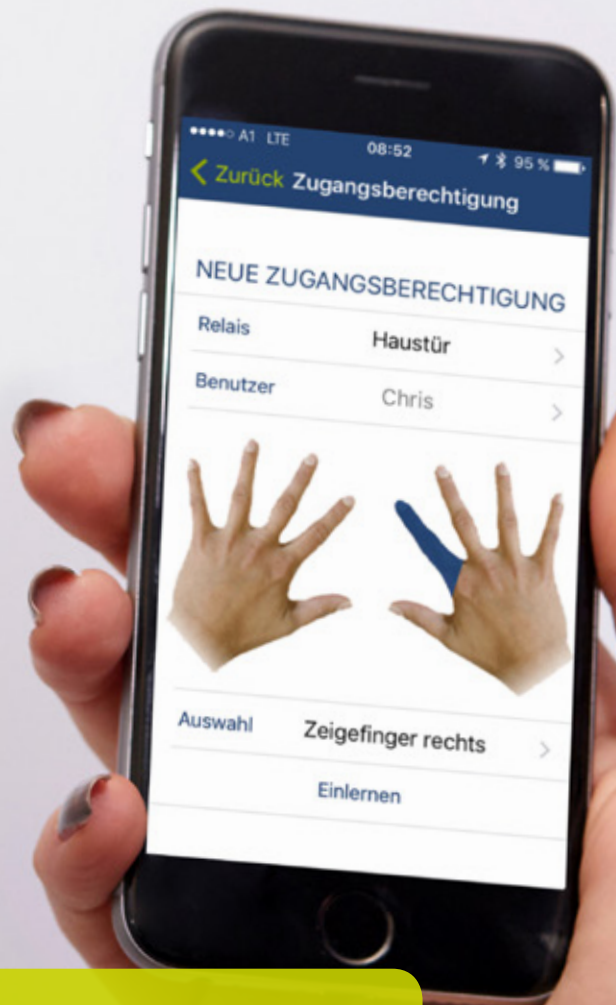 A1 LTE 08:52 95 %
Zurück Zugangsberechtigung
NEUE ZUGANGSBERECHTIGUNG
Relais Haustür
Benutzer Chris
Auswahl Zeigefinger rechts
Einlernen